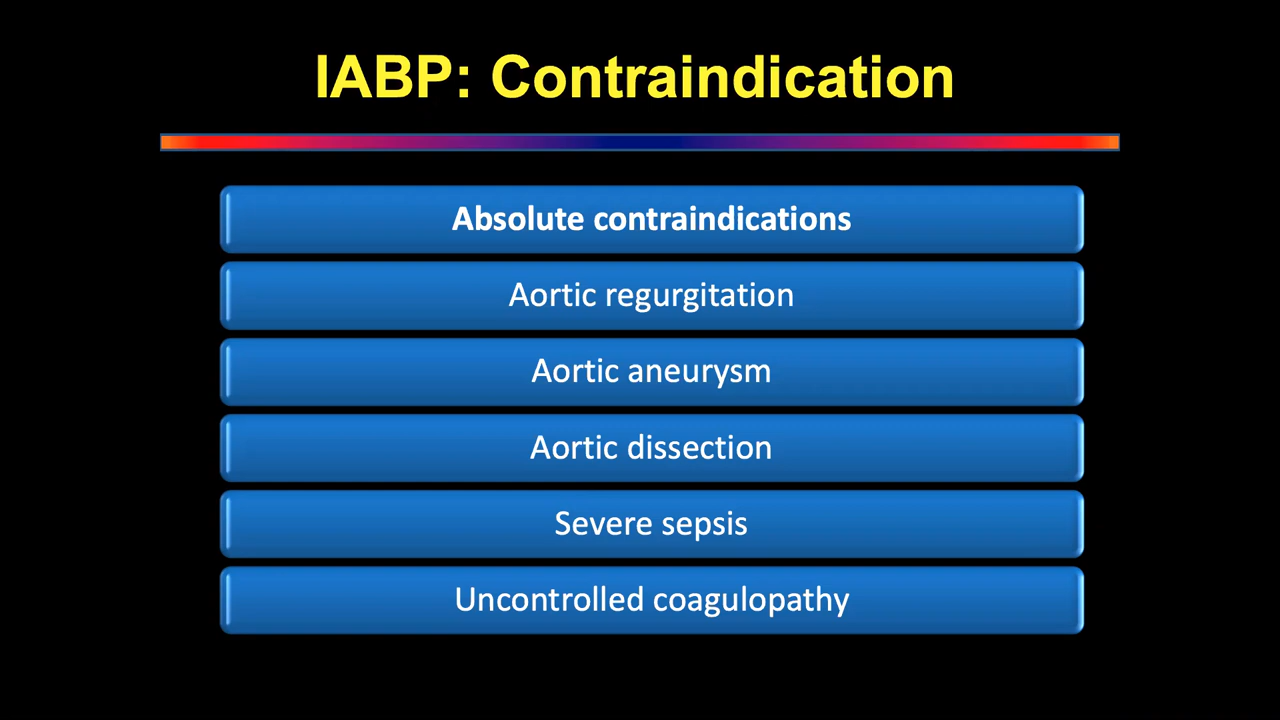 IABP: Contraindication
Absolute contraindications
Aortic regurgitation
Aortic aneurysm
Aortic dissection
Severe sepsis
Uncontrolled coagulopathy